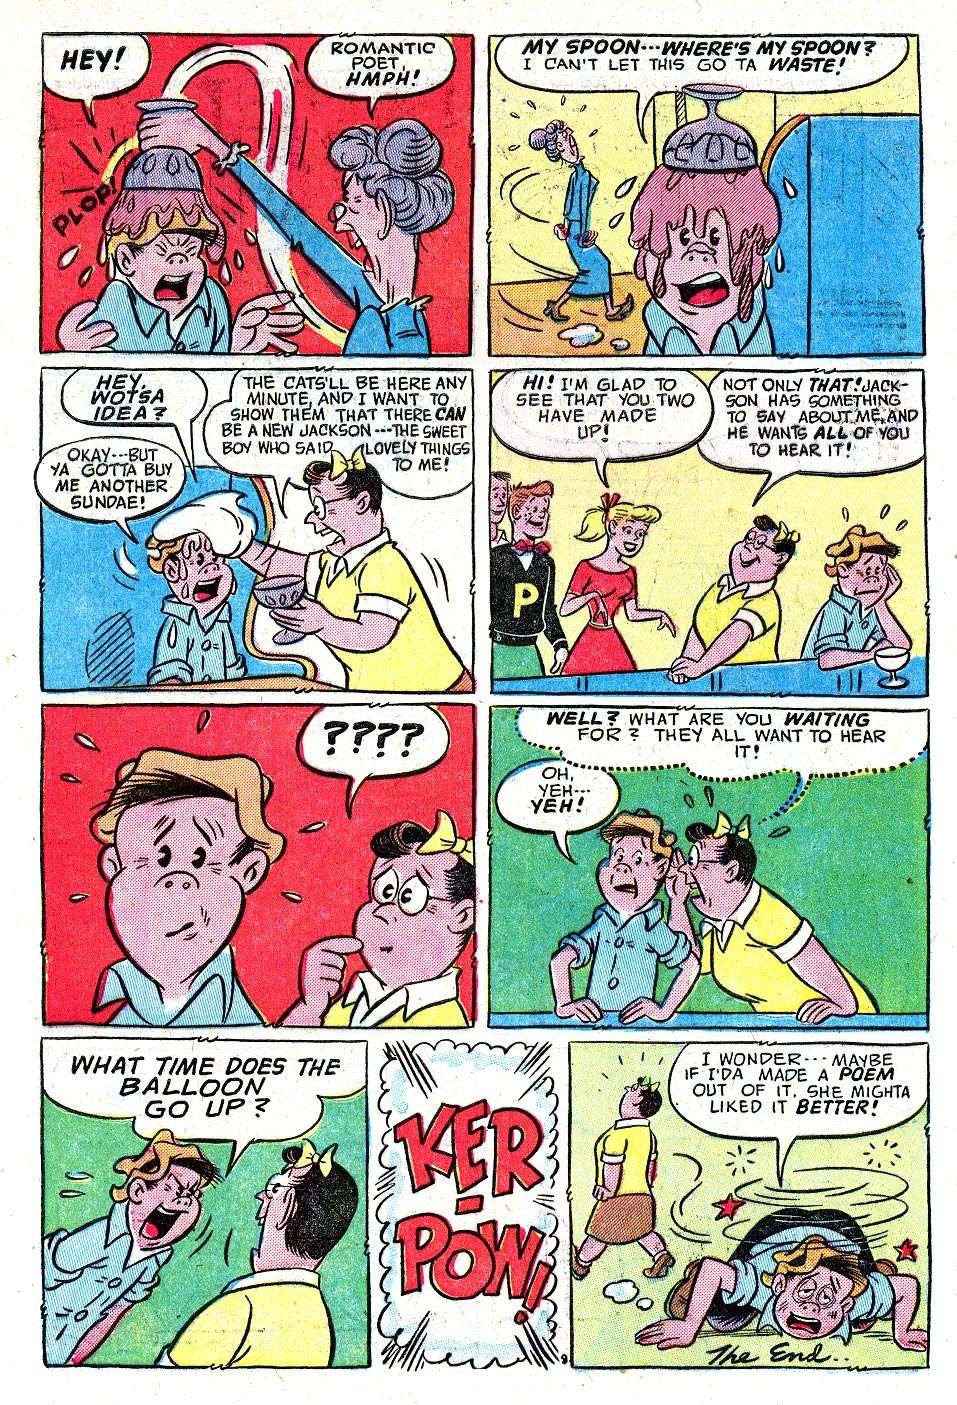 HEY!
ROMANTIC
POET,
HMPH!
PLOP!
MY SPOON---WHERE'S MY SPOON?
I CAN'T LET THIS GO TA WASTE!
HEY,
WOTSA
IDEA?
OKAY---BUT
YA GOTTA BUY
ME ANOTHER
SUNDAE!
THE CATS'LL BE HERE ANY
MINUTE, AND I WANT TO
SHOW THEM THAT THERE CAN
BE A NEW JACKSON---THE SWEET
BOY WHO SAID LOVELY THINGS
TO ME!
HI! I'M GLAD TO
SEE THAT YOU TWO
HAVE MADE
UP!
NOT ONLY THAT! JACK-
SON HAS SOMETHING
TO SAY ABOUT ME, AND
HE WANTS ALL OF YOU
TO HEAR IT!
P
????
WELL? WHAT ARE YOU WAITING
FOR? THEY ALL WANT TO HEAR
IT!
OH,
YEH---
YEH!
WHAT TIME DOES THE
BALLOON
GO UP?
KER
-
POW!
I WONDER---MAYBE
IF I'DA MADE A POEM
OUT OF IT, SHE MIGHTA
LIKED IT BETTER!
The End..